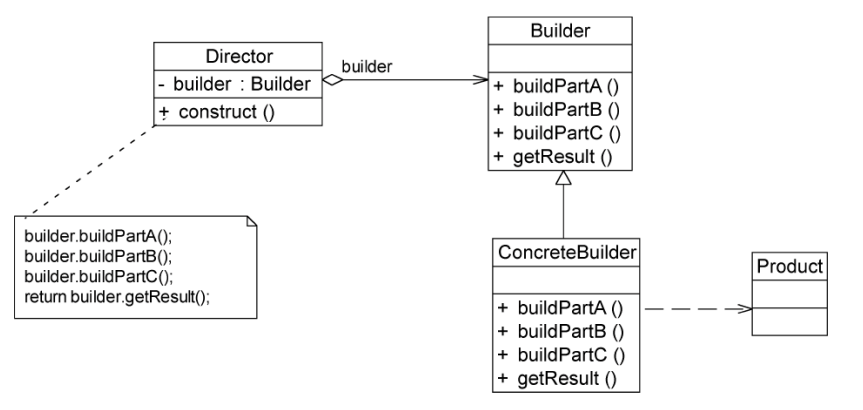 Director
- builder : Builder
+ construct ()
builder
Builder
+ buildPartA ()
+ buildPartB ()
+ buildPartC ()
+ getResult ()
builder.buildPartA();
builder.buildPartB();
builder.buildPartC();
return builder.getResult();
ConcreteBuilder
+ buildPartA ()
+ buildPartB ()
+ buildPartC ()
+ getResult ()
Product